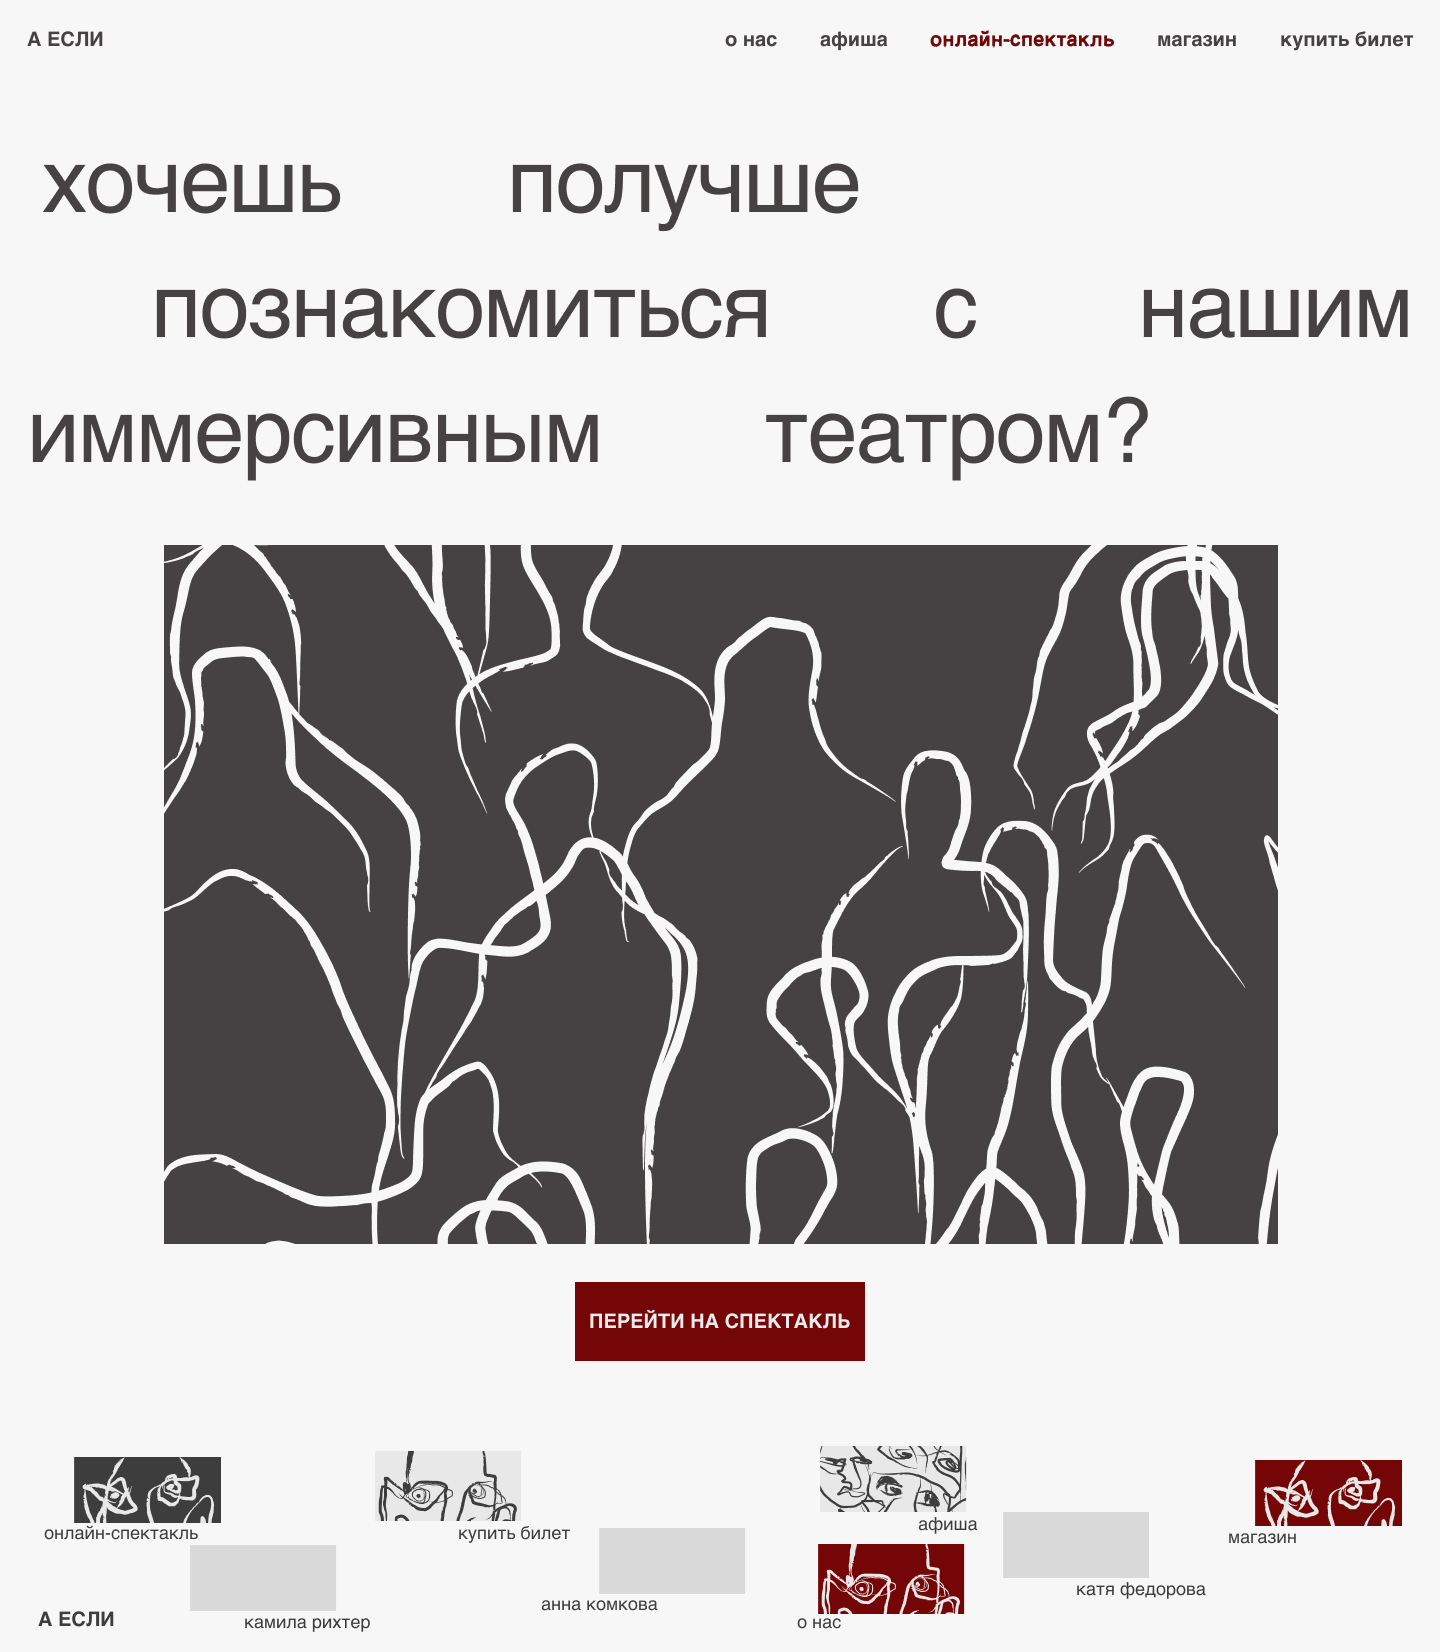 А ЕСЛИ
о нас афиша онлайн-спектакль магазин купить билет
хочешь получше
познакомиться с нашим
иммерсивным театром?
ПЕРЕЙТИ НА СПЕКТАКЛЬ
онлайн-спектакль
купить билет
афиша
магазин
камила рихтер
анна комкова
о нас
катя федорова
А ЕСЛИ